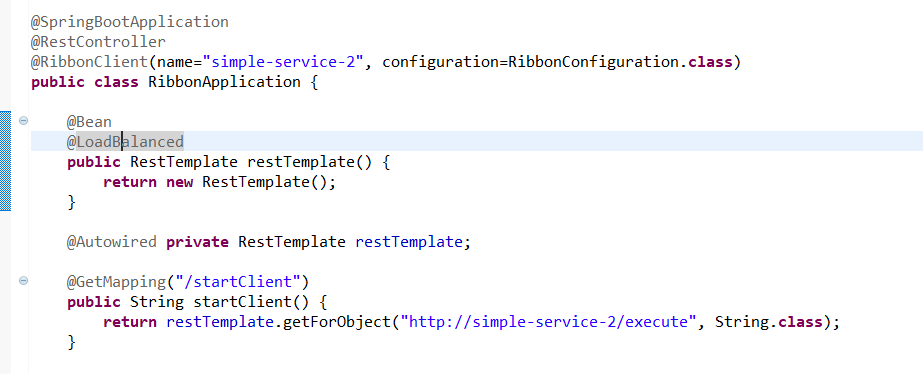 @SpringBootApplication
@RestController
@RibbonClient(name="simple-service-2", configuration=RibbonConfiguration.class)
public class RibbonApplication {
@Bean
@LoadBalanced
public RestTemplate restTemplate() {
return new RestTemplate();
}
@Autowired private RestTemplate restTemplate;
@GetMapping("/startClient")
public String startClient() {
return restTemplate.getForObject("http://simple-service-2/execute", String.class);
}